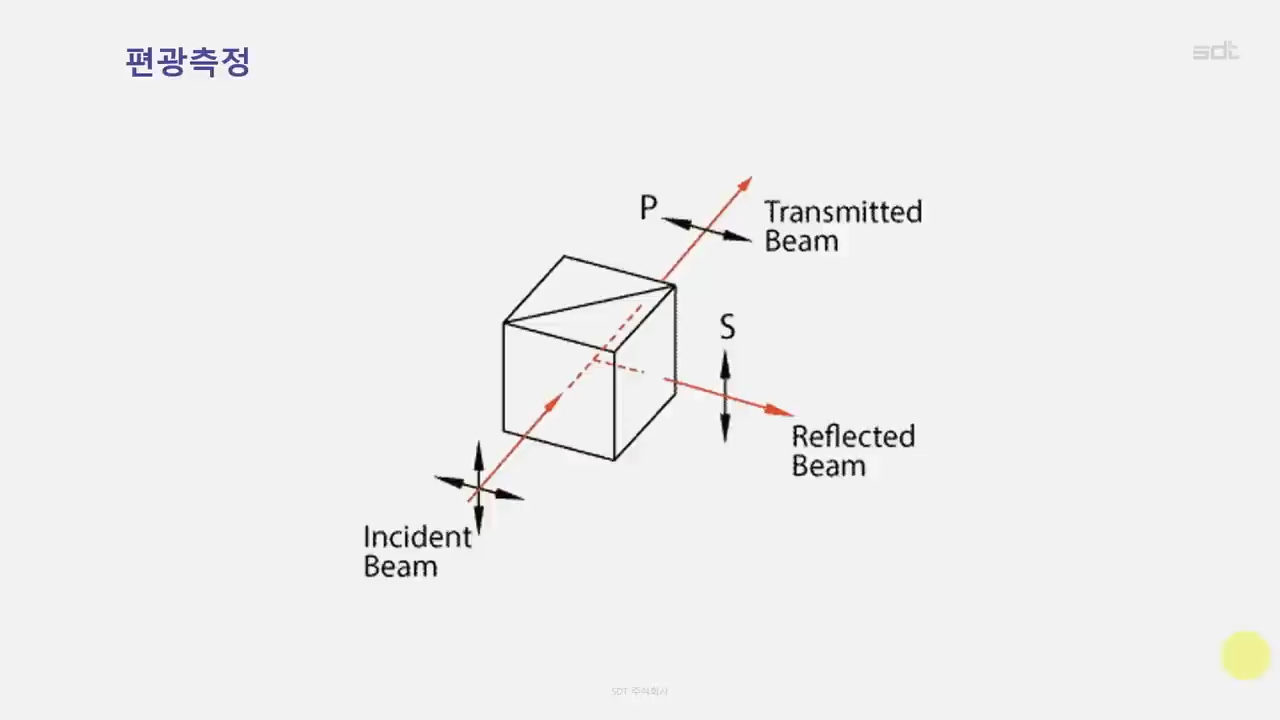 편광측정
sdt
P
Transmitted
Beam
S
Reflected
Beam
Incident
Beam
SDT 주식회사